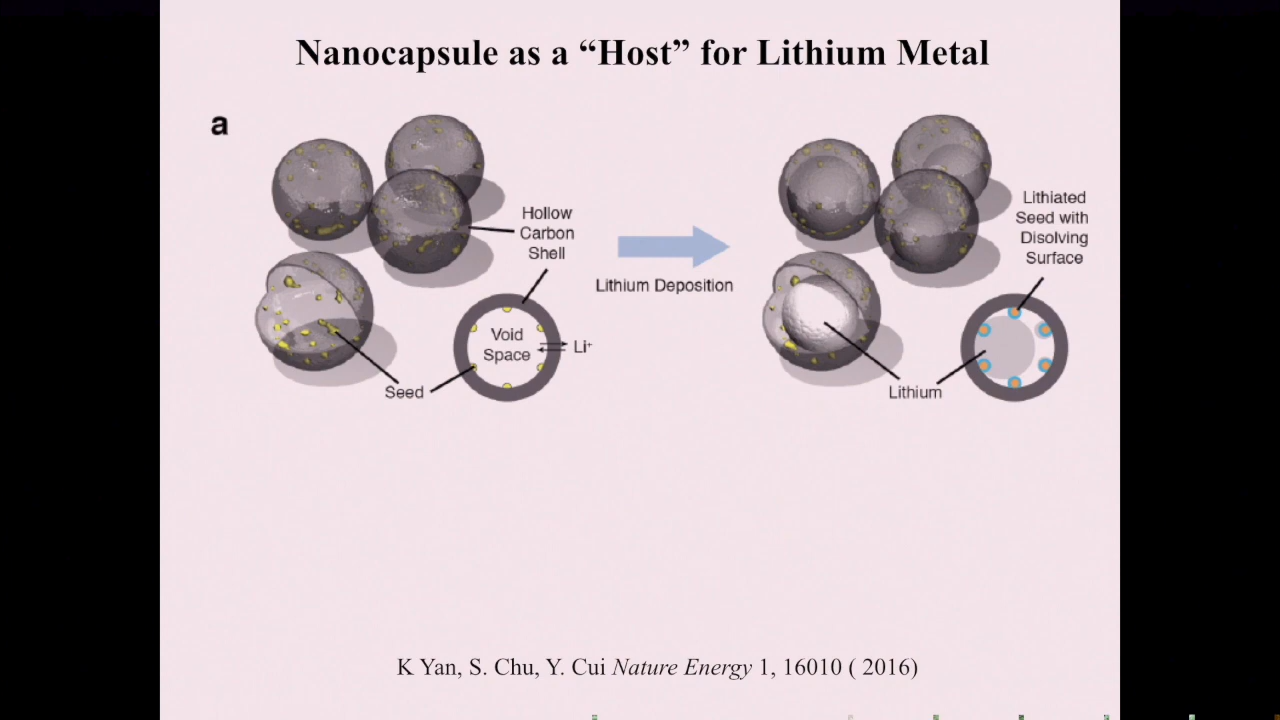 Nanocapsule as a “Host” for Lithium Metal
a
Hollow
Carbon
Shell
Void
Space
Li⁺
Seed
Lithium Deposition
Lithiated
Seed with
Disolving
Surface
Lithium
K Yan, S. Chu, Y. Cui Nature Energy 1, 16010 ( 2016)